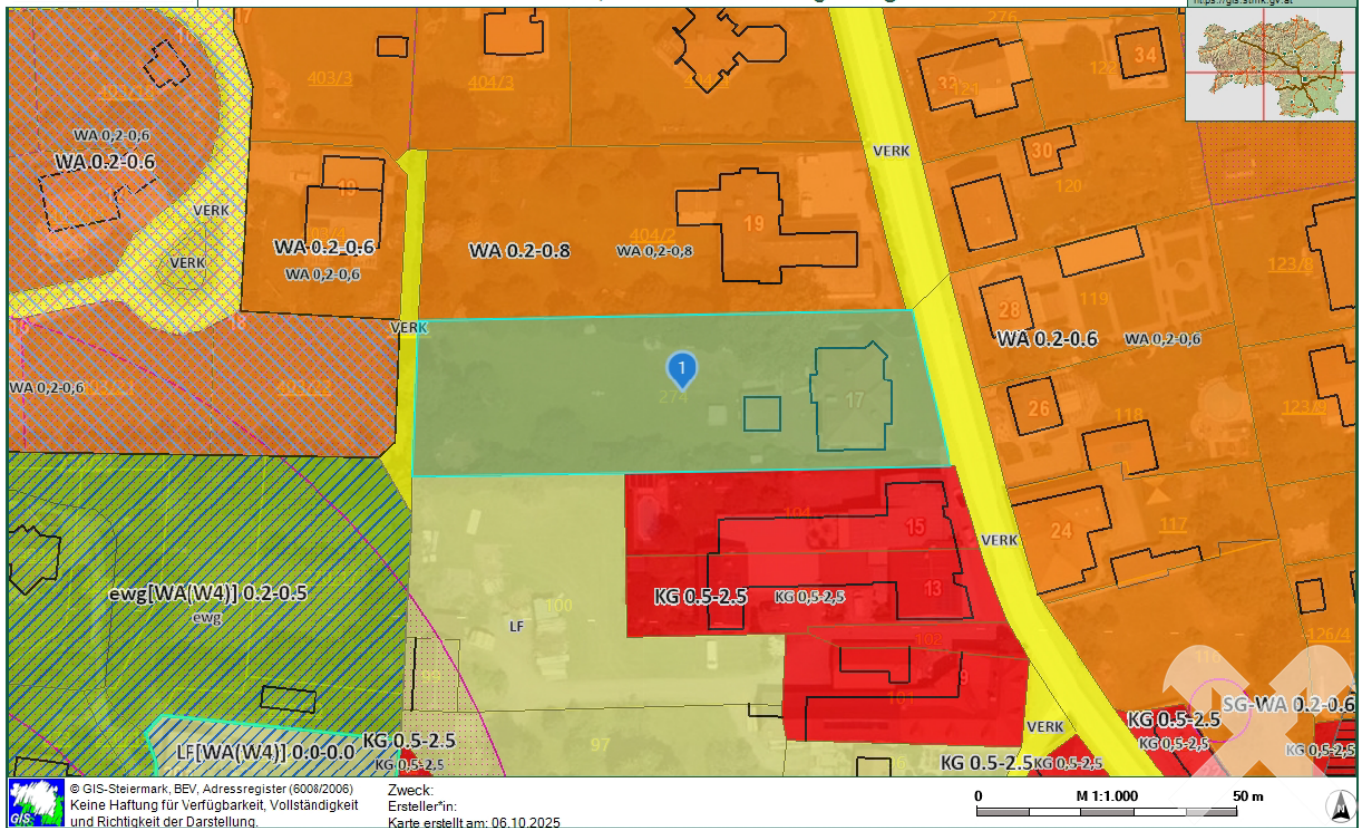 https://gis.stmk.gv.at
17
276
403/3
404/3
122
34
32
121
WA 0,2-0,6
WA 0.2-0.6
VERK
30
120
19
19
VERK
404/2
WA 0.2-0.6
WA 0.2-0.8
WA 0,2-0,8
WA 0,2-0,6
VERK
123/8
119
28
VERK
18
WA 0.2-0.6
WA 0,2-0,6
1
WA 0,2-0,6
274
17
26
118
15
24
117
VERK
13
ewg[WA(W4)] 0.2-0.5
ewg
KG 0.5-2.5
KG 0,5-2,5
100
LF
102
126/4
9
101
SG-WA 0.2-0.6
VERK
KG 0.5-2.5
KG 0,5-2,5
KG 0,5-2,5
97
LF[WA(W4)] 0.0-0.0
KG 0.5-2.5
KG 0,5-2,5
KG 0.5-2.5
KG 0,5-2,5
GIS
© GIS-Steiermark, BEV, Adressregister (6008/2006)
Keine Haftung für Verfügbarkeit, Vollständigkeit
und Richtigkeit der Darstellung.
Zweck:
Ersteller*in:
Karte erstellt am: 06.10.2025
0 M 1:1.000 50 m